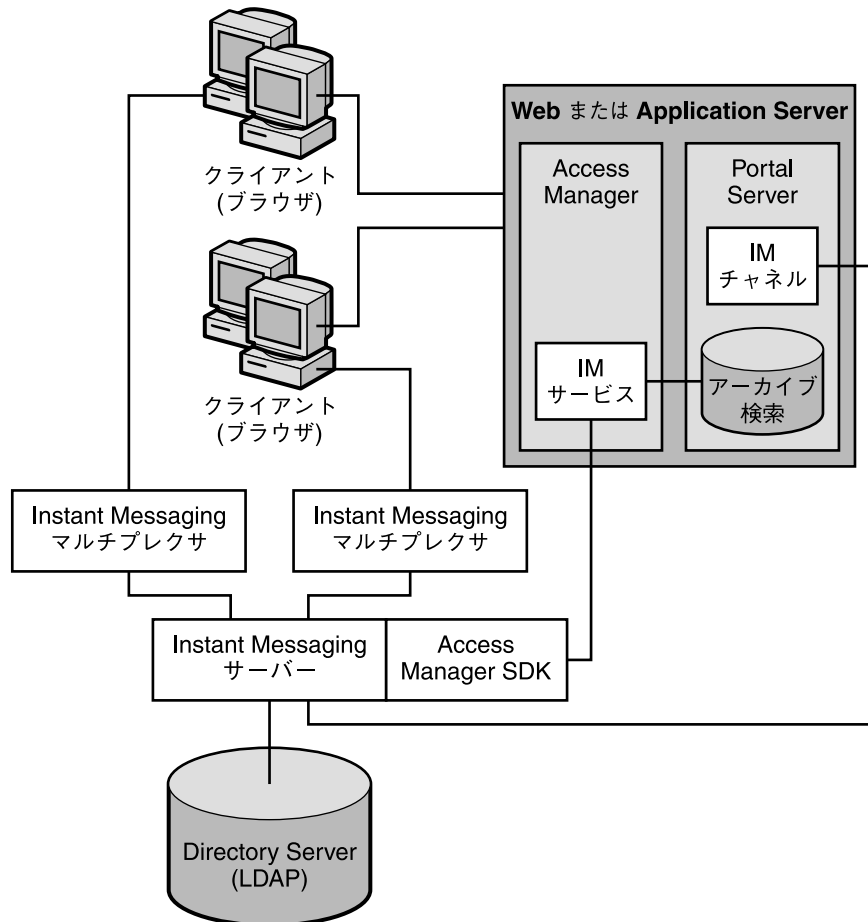 クライアント
(ブラウザ)
Web または Application Server
Access
Manager
Portal
Server
IM
チャネル
IM
サービス
アーカイブ
検索
クライアント
(ブラウザ)
Instant Messaging
マルチプレクサ
Instant Messaging
マルチプレクサ
Instant Messaging
サーバー
Access
Manager SDK
Directory Server
(LDAP)